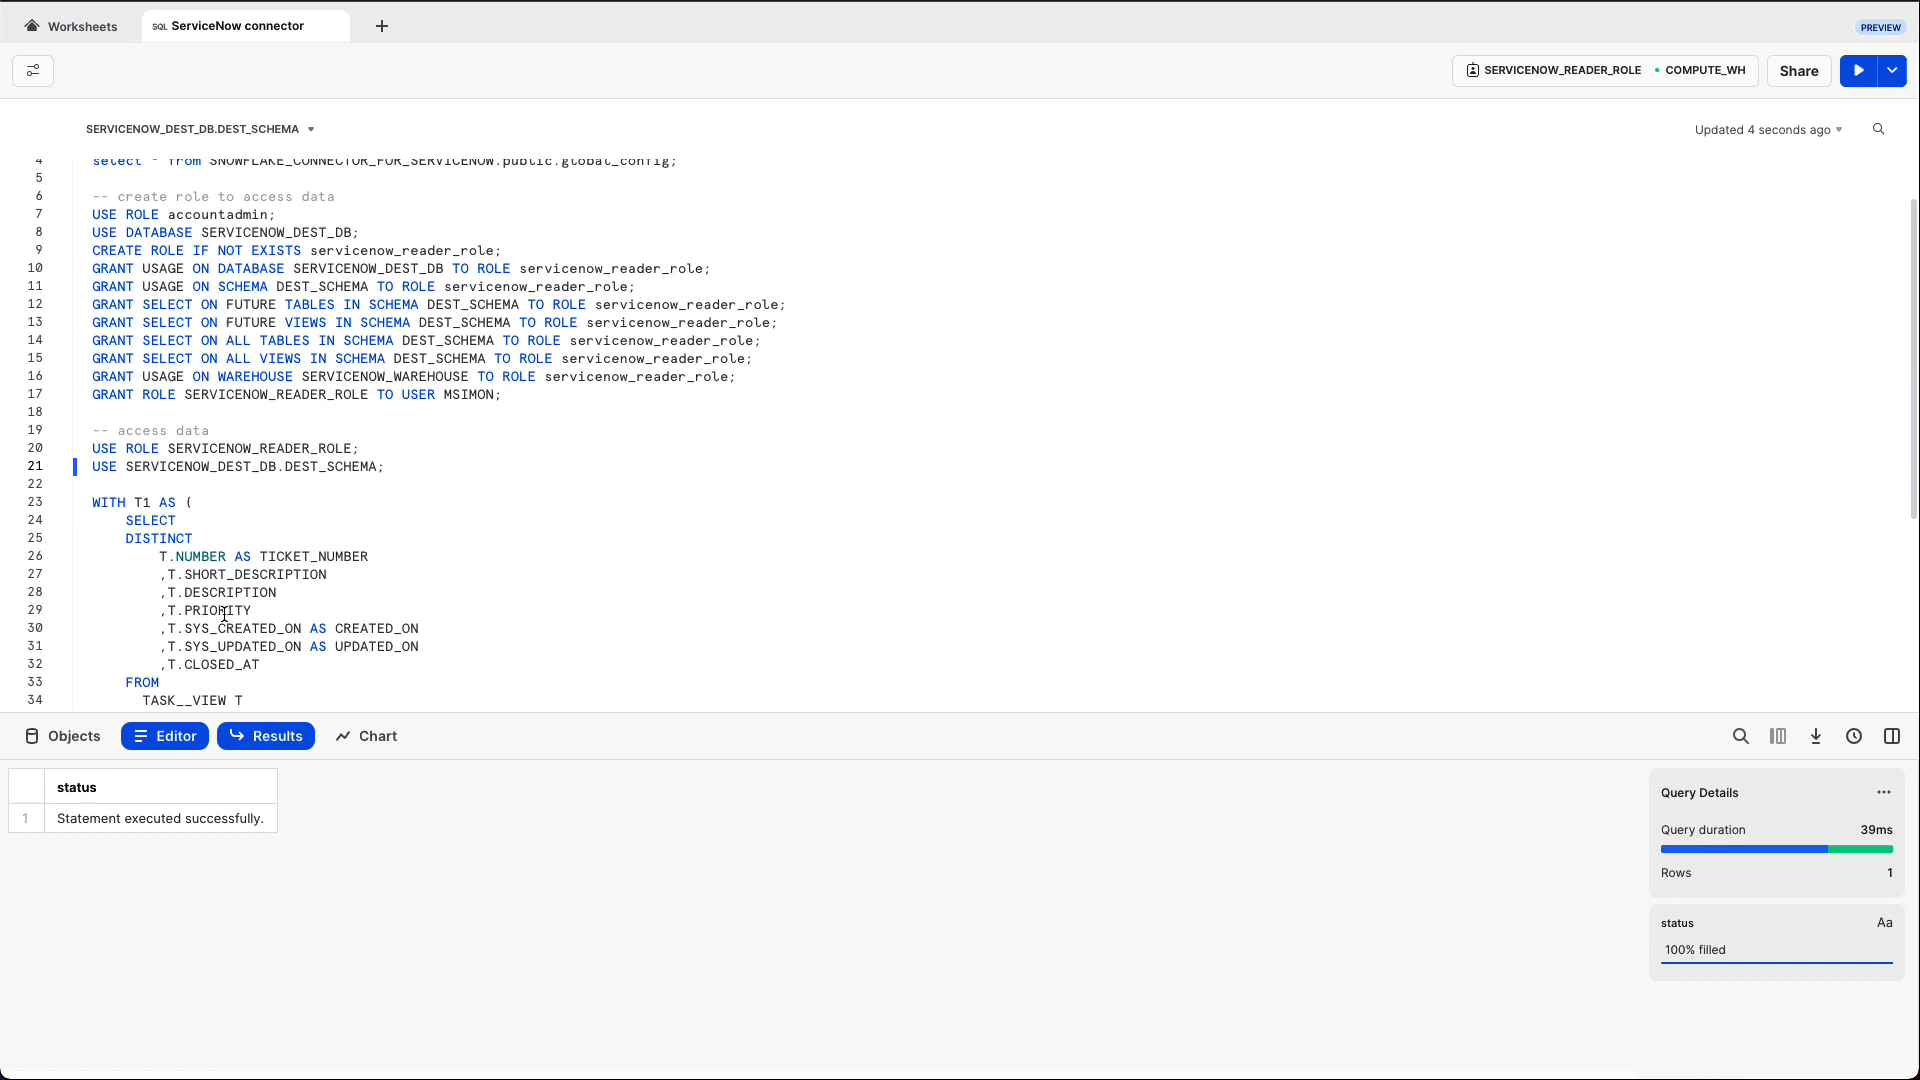 Worksheets
SQL ServiceNow connector
PREVIEW
SERVICENOW_READER_ROLE COMPUTE_WH
Share
SERVICENOW_DEST_DB.DEST_SCHEMA
Updated 4 seconds ago
4 select * from SNOWFLAKE_CONNECTOR_FOR_SERVICENOW.public.global_config;
5
6 -- create role to access data
7 USE ROLE accountadmin;
8 USE DATABASE SERVICENOW_DEST_DB;
9 CREATE ROLE IF NOT EXISTS servicenow_reader_role;
10 GRANT USAGE ON DATABASE SERVICENOW_DEST_DB TO ROLE servicenow_reader_role;
11 GRANT USAGE ON SCHEMA DEST_SCHEMA TO ROLE servicenow_reader_role;
12 GRANT SELECT ON FUTURE TABLES IN SCHEMA DEST_SCHEMA TO ROLE servicenow_reader_role;
13 GRANT SELECT ON FUTURE VIEWS IN SCHEMA DEST_SCHEMA TO ROLE servicenow_reader_role;
14 GRANT SELECT ON ALL TABLES IN SCHEMA DEST_SCHEMA TO ROLE servicenow_reader_role;
15 GRANT SELECT ON ALL VIEWS IN SCHEMA DEST_SCHEMA TO ROLE servicenow_reader_role;
16 GRANT USAGE ON WAREHOUSE SERVICENOW_WAREHOUSE TO ROLE servicenow_reader_role;
17 GRANT ROLE SERVICENOW_READER_ROLE TO USER MSIMON;
18
19 -- access data
20 USE ROLE SERVICENOW_READER_ROLE;
21 USE SERVICENOW_DEST_DB.DEST_SCHEMA;
22
23 WITH T1 AS (
24 SELECT
25 DISTINCT
26 T.NUMBER AS TICKET_NUMBER
27 ,T.SHORT_DESCRIPTION
28 ,T.DESCRIPTION
29 ,T.PRIORITY
30 ,T.SYS_CREATED_ON AS CREATED_ON
31 ,T.SYS_UPDATED_ON AS UPDATED_ON
32 ,T.CLOSED_AT
33 FROM
34 TASK__VIEW T
Objects
Editor
Results
Chart
status
1 Statement executed successfully.
Query Details
Query duration 39ms
Rows 1
status Aa
100% filled